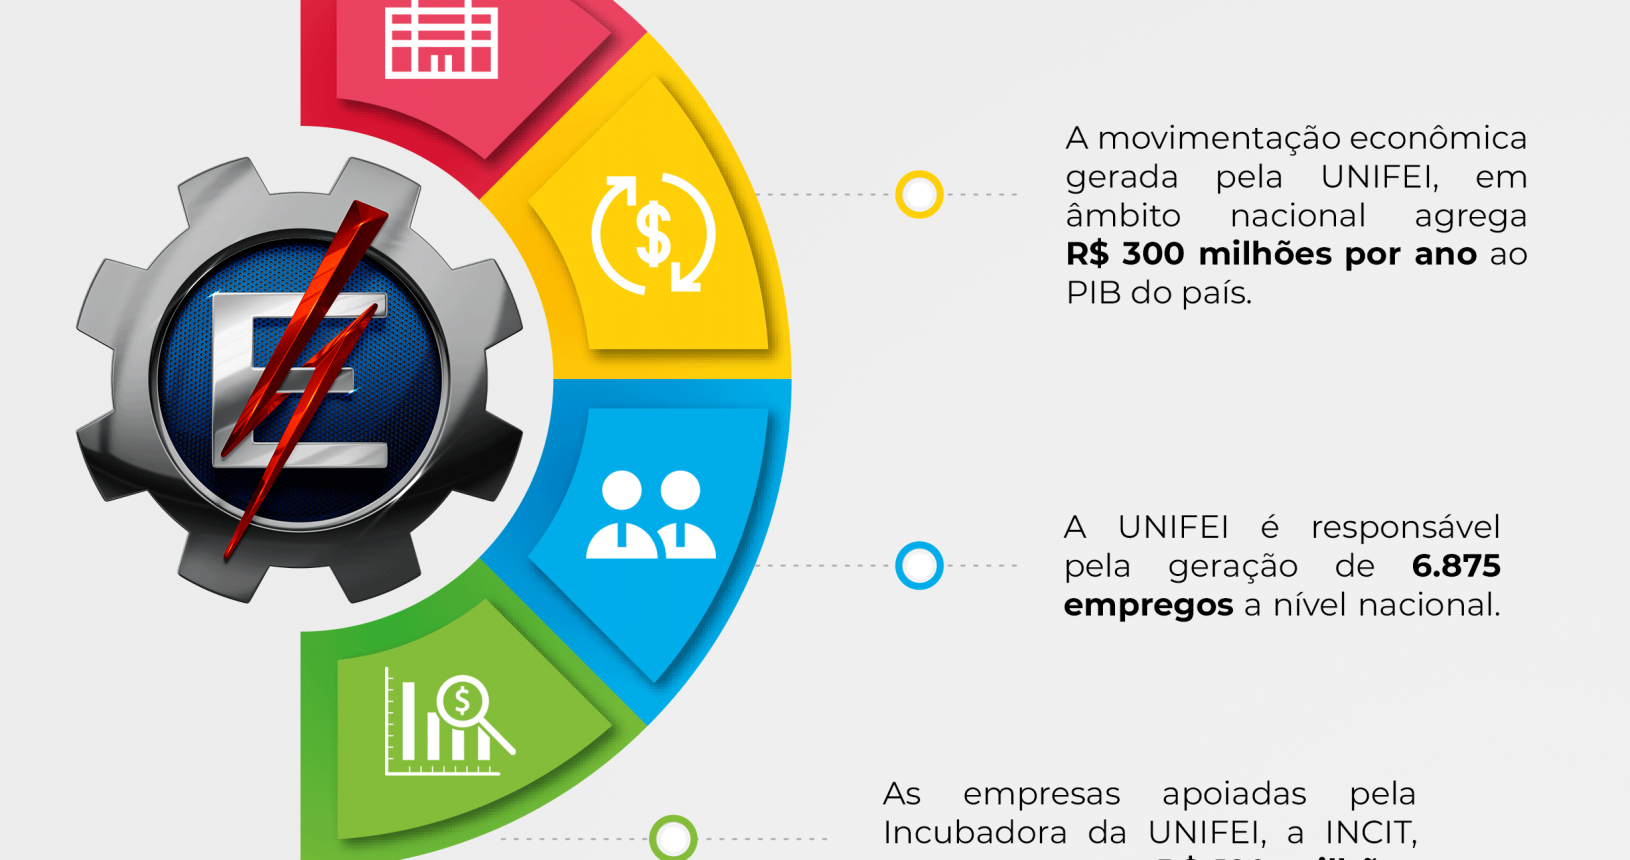 A movimentação econômica
gerada pela UNIFEI, em
âmbito nacional agrega
R$ 300 milhões por ano ao
PIB do país.
A UNIFEI é responsável
pela geração de 6.875
empregos a nível nacional.
As empresas apoiadas pela
Incubadora da UNIFEI, a INCIT,
E
$
$